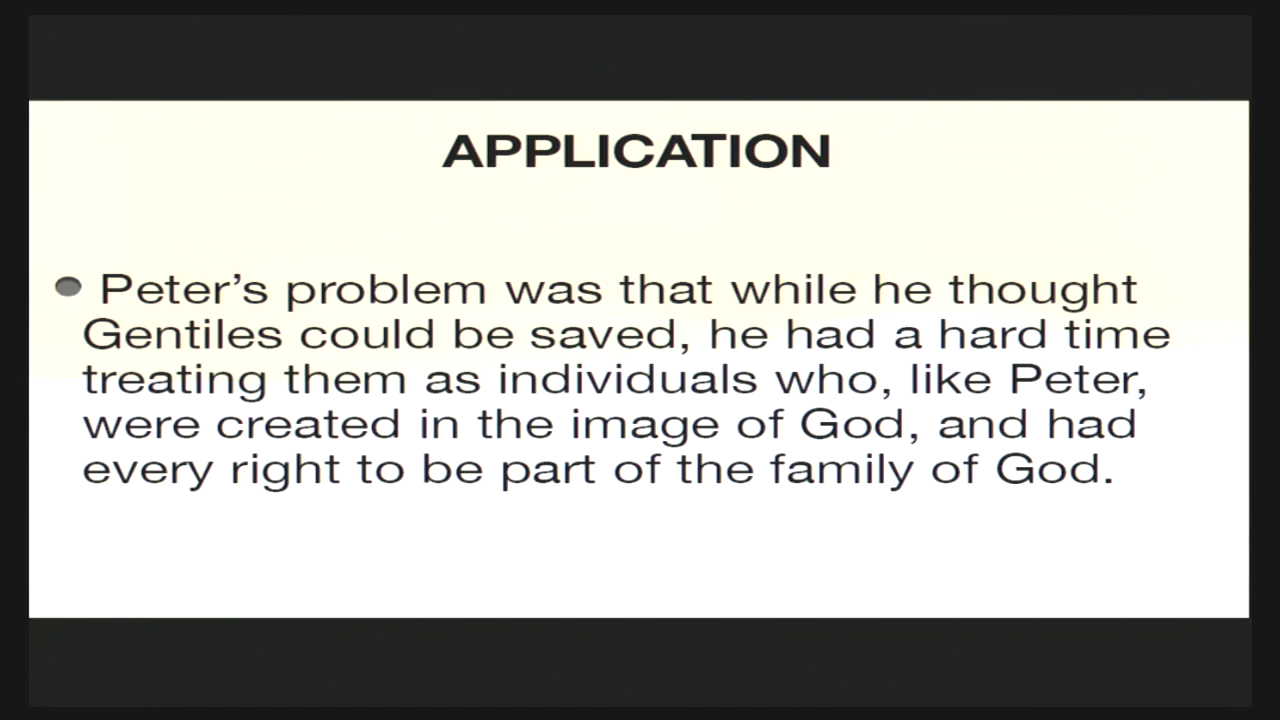 APPLICATION
Peter’s problem was that while he thought
Gentiles could be saved, he had a hard time
treating them as individuals who, like Peter,
were created in the image of God, and had
every right to be part of the family of God.